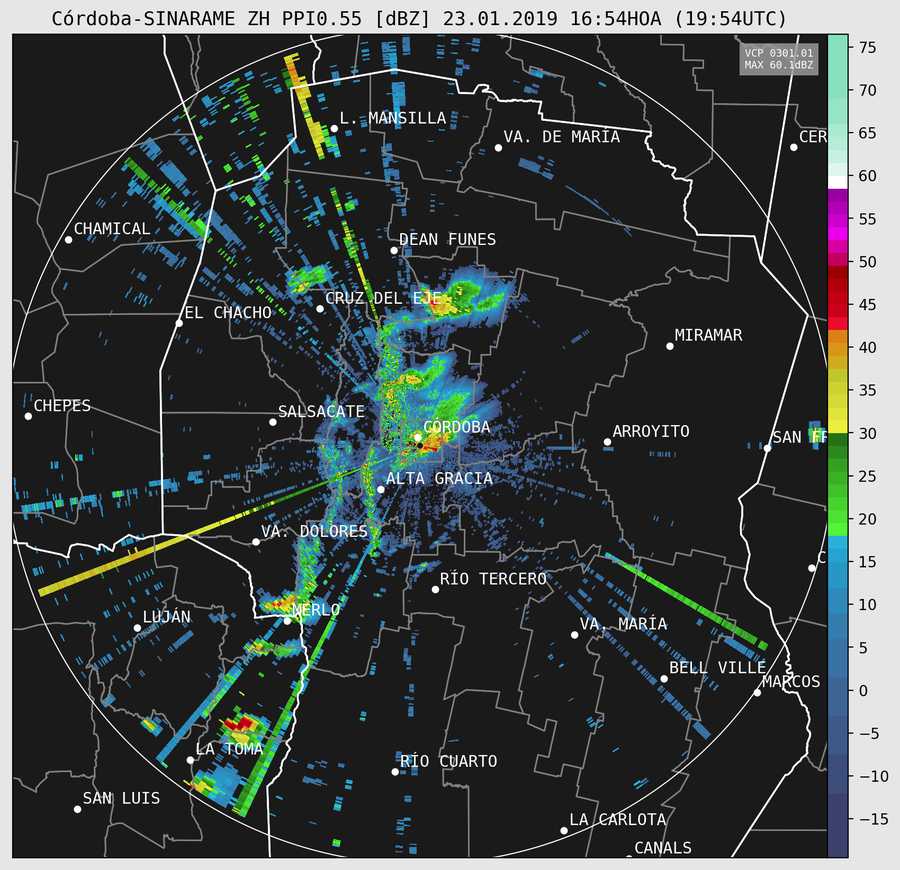 Córdoba-SINARAME ZH PPI0.55 [dBZ] 23.01.2019 16:54HOA (19:54UTC)
VCP 0301.01
MAX 60.1dBZ
75
70
65
60
55
50
45
40
35
30
25
20
15
10
5
0
−5
−10
−15
L. MANSILLA
VA. DE MARÍA
CER
CHAMICAL
DEAN FUNES
CRUZ DEL EJE
EL CHACHO
MIRAMAR
CHEPES
SALSACATE
CÓRDOBA
ARROYITO
SAN FR
ALTA GRACIA
VA. DOLORES
C
RÍO TERCERO
MERLO
LUJÁN
VA. MARÍA
BELL VILLE
MARCOS
LA TOMA
RÍO CUARTO
SAN LUIS
LA CARLOTA
CANALS